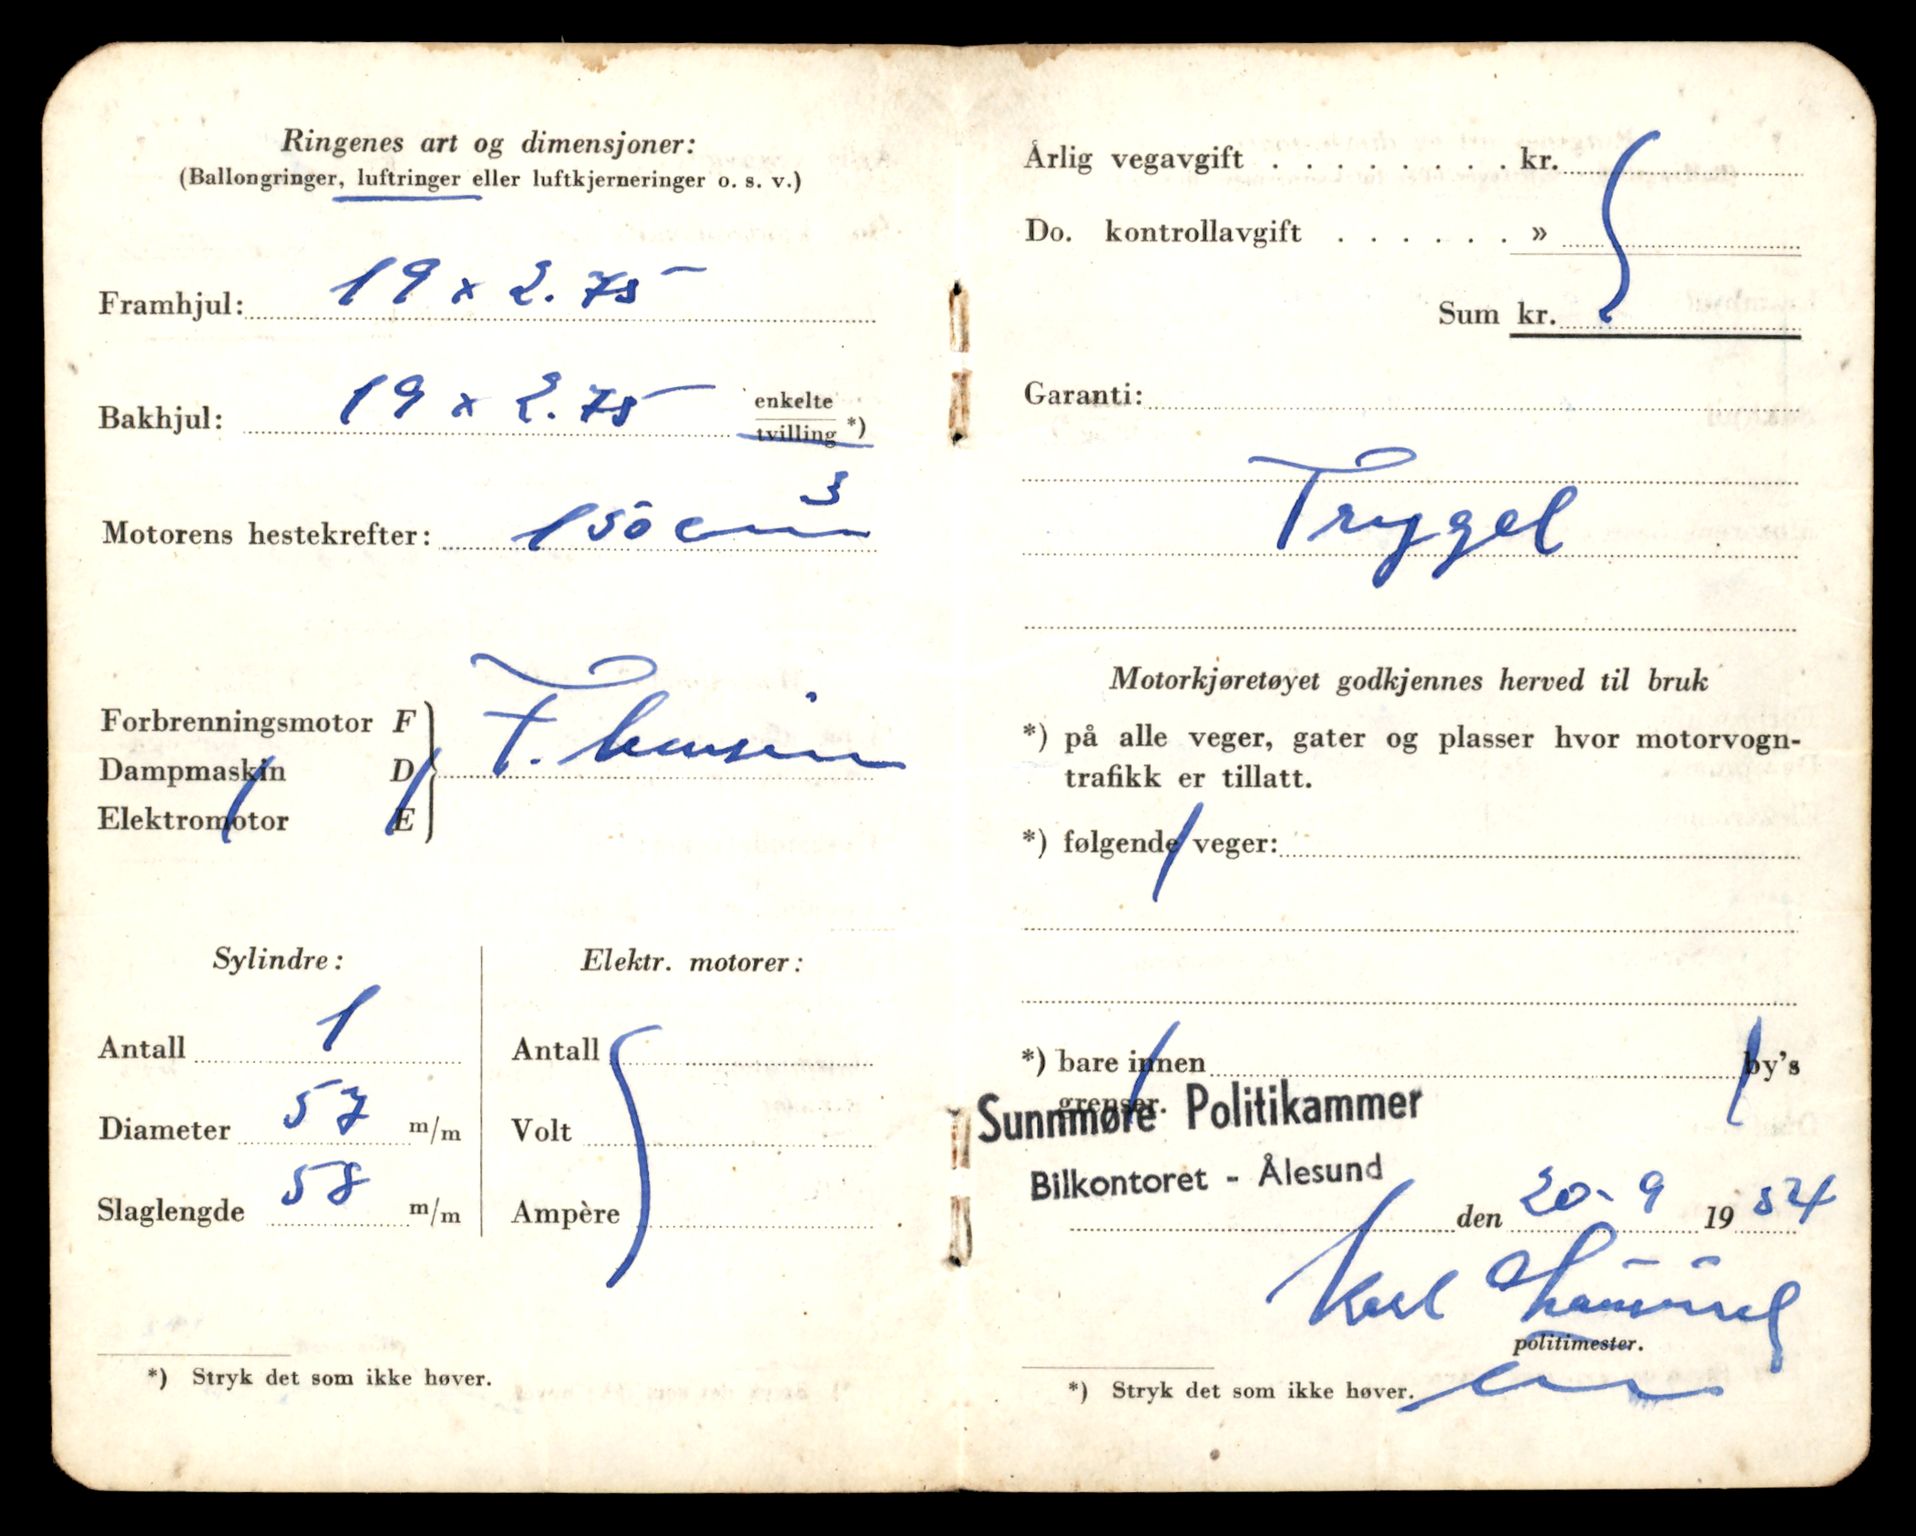 Ringenes art og dimensjoner:
(Ballongringer, luftringer eller luftkjerneringer o. s. v.)
Framhjul: 19 x 2.75
Bakhjul: 19 x 2.75 enkelte
tvilling *)
Motorens hestekrefter: 150 cm3
Forbrenningsmotor F
Dampmaskin D
Elektromotor E
F. bensin
Sylindre:
Antall 1
Diameter 57 m/m
Slaglengde 58 m/m
Elektr. motorer:
Antall
Volt
Ampère
*) Stryk det som ikke høver.
Årlig vegavgift . . . . . . . . kr.
Do. kontrollavgift . . . . . . »
Sum kr.
Garanti:
Trygel
Motorkjøretøyet godkjennes herved til bruk
*) på alle veger, gater og plasser hvor motorvogn-
trafikk er tillatt.
*) følgende veger:
*) bare innen by's
grenser.
Sunnmøre Politikammer
Bilkontoret - Ålesund
den 20-9 1954
Karl
politimester.
*) Stryk det som ikke høver.